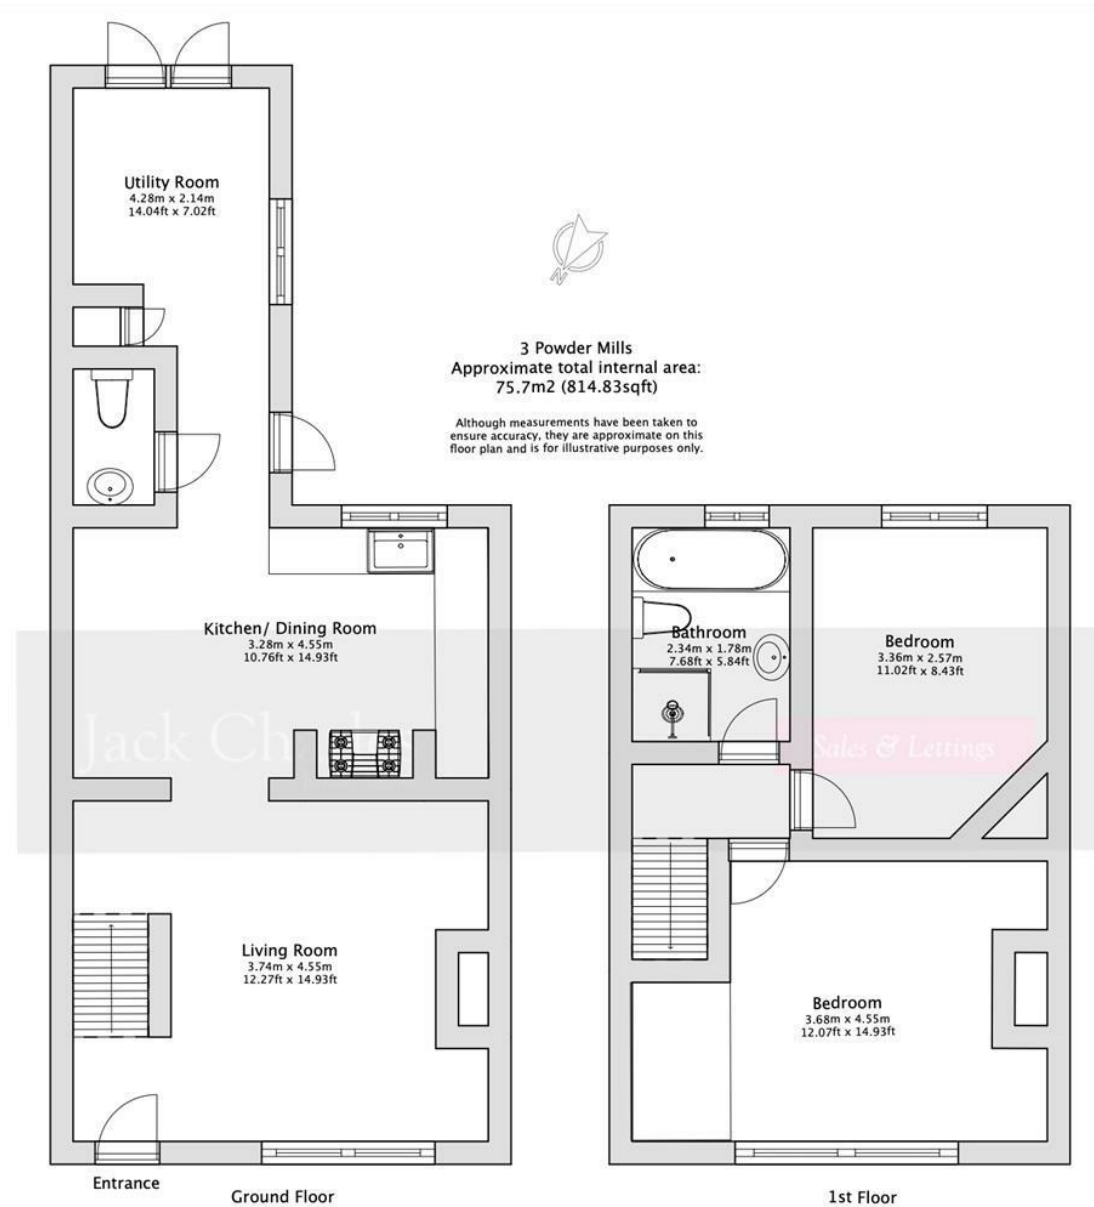 Utility Room
4.28m x 2.14m
14.04ft x 7.02ft
N
3 Powder Mills
Approximate total internal area:
75.7m2 (814.83sqft)
Although measurements have been taken to
ensure accuracy, they are approximate on this
floor plan and is for illustrative purposes only.
Kitchen/ Dining Room
3.28m x 4.55m
10.76ft x 14.93ft
Bathroom
2.34m x 1.78m
7.68ft x 5.84ft
Bedroom
3.36m x 2.57m
11.02ft x 8.43ft
Jack
Sales & Lettings
Living Room
3.74m x 4.55m
12.27ft x 14.93ft
Bedroom
3.68m x 4.55m
12.07ft x 14.93ft
Entrance
Ground Floor
1st Floor